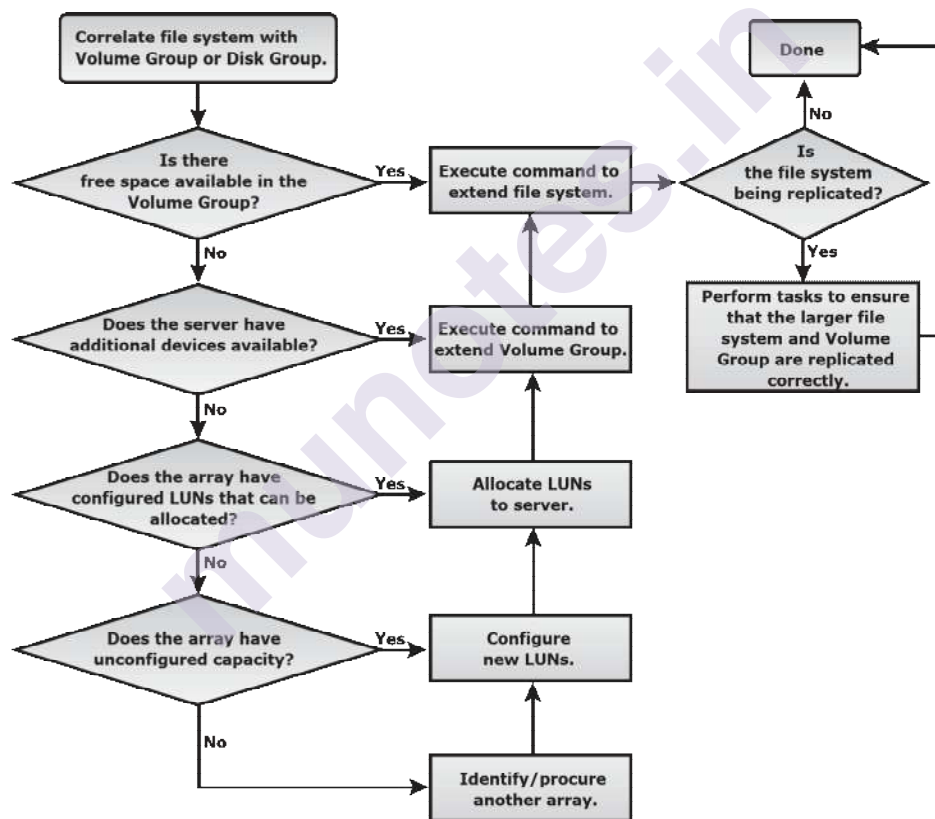 Correlate file system with
Volume Group or Disk Group.
Done
No
Is there
free space available in the
Volume Group?
Yes
Execute command to
extend file system.
Is
the file system
being replicated?
No
Yes
Does the server have
additional devices available?
Yes
Execute command to
extend Volume Group.
Perform tasks to ensure
that the larger file
system and Volume
Group are replicated
correctly.
No
Does the array have
configured LUNs that can be
allocated?
Yes
Allocate LUNs
to server.
No
Does the array have
unconfigured capacity?
Yes
Configure
new LUNs.
No
Identify/procure
another array.
munotes.in